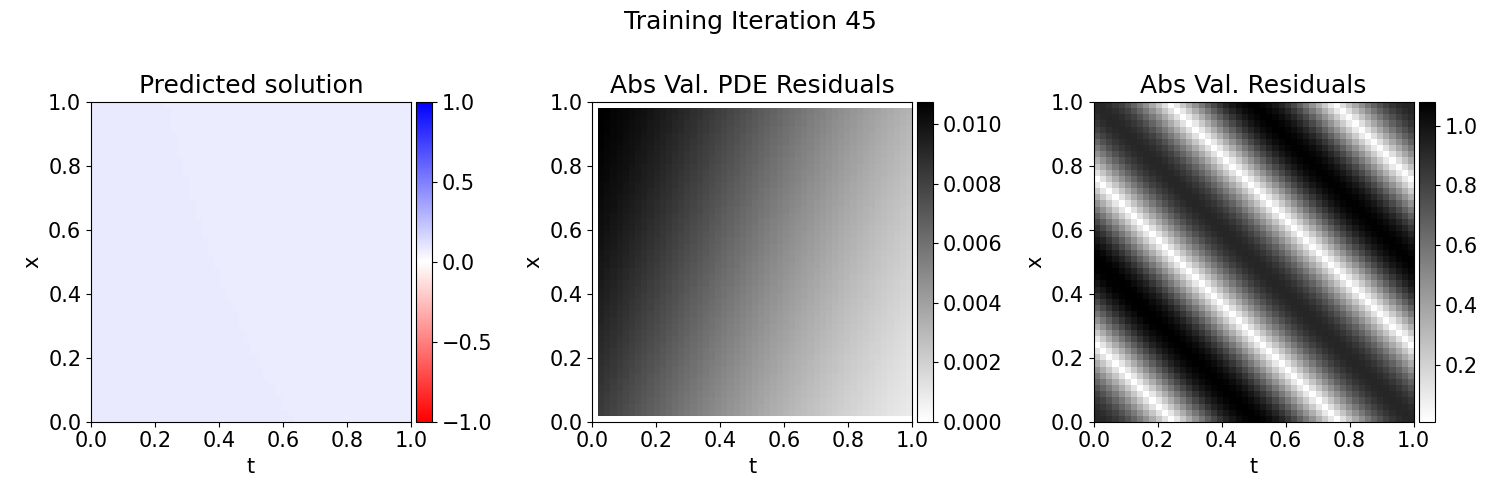 Training Iteration 45
Predicted solution
Abs Val. PDE Residuals
Abs Val. Residuals
1.0
0.8
0.6
0.4
0.2
0.0
x
0.0 0.2 0.4 0.6 0.8 1.0
t
1.0
0.5
0.0
−0.5
−1.0
1.0
0.8
0.6
0.4
0.2
0.0
x
0.0 0.2 0.4 0.6 0.8 1.0
t
0.010
0.008
0.006
0.004
0.002
0.000
1.0
0.8
0.6
0.4
0.2
0.0
x
0.0 0.2 0.4 0.6 0.8 1.0
t
1.0
0.8
0.6
0.4
0.2